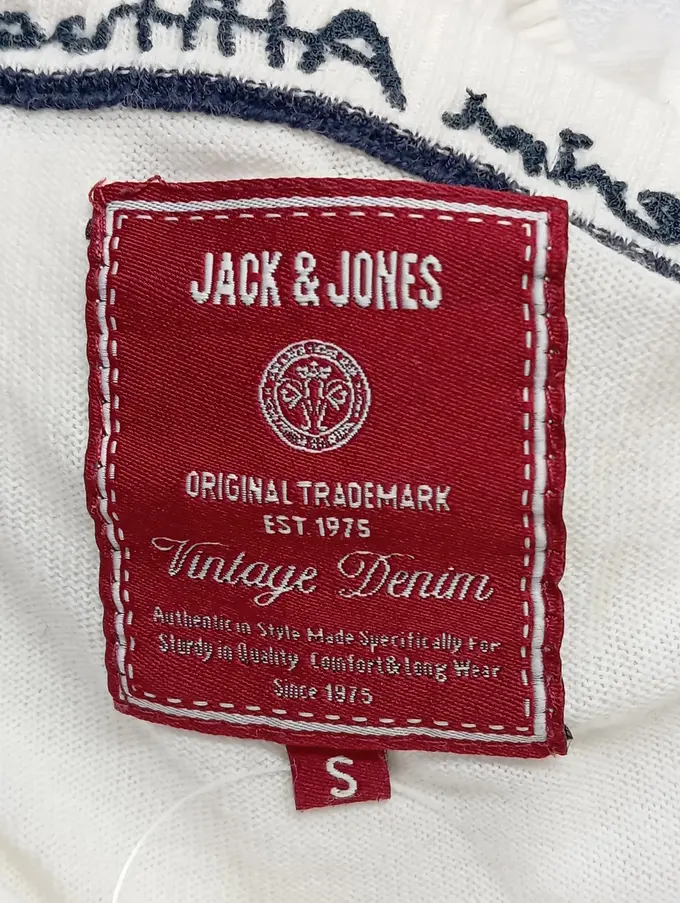 JACK & JONES
ORIGINAL TRADEMARK
EST. 1975
Vintage Denim
Authentic in Style Made Specifically For
Sturdy in Quality Comfort&Long Wear
Since 1975
S